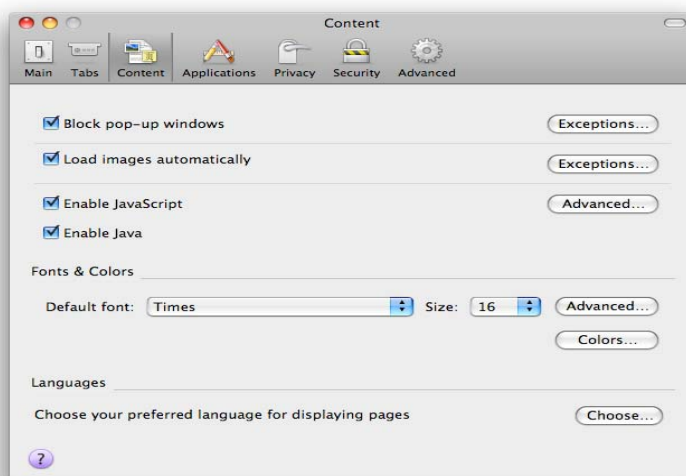 Content
Main Tabs Content Applications Privacy Security Advanced
Block pop-up windows Exceptions...
Load images automatically Exceptions...
Enable JavaScript Advanced...
Enable Java
Fonts & Colors
Default font: Times Size: 16 Advanced...
Colors...
Languages
Choose your preferred language for displaying pages Choose...
?